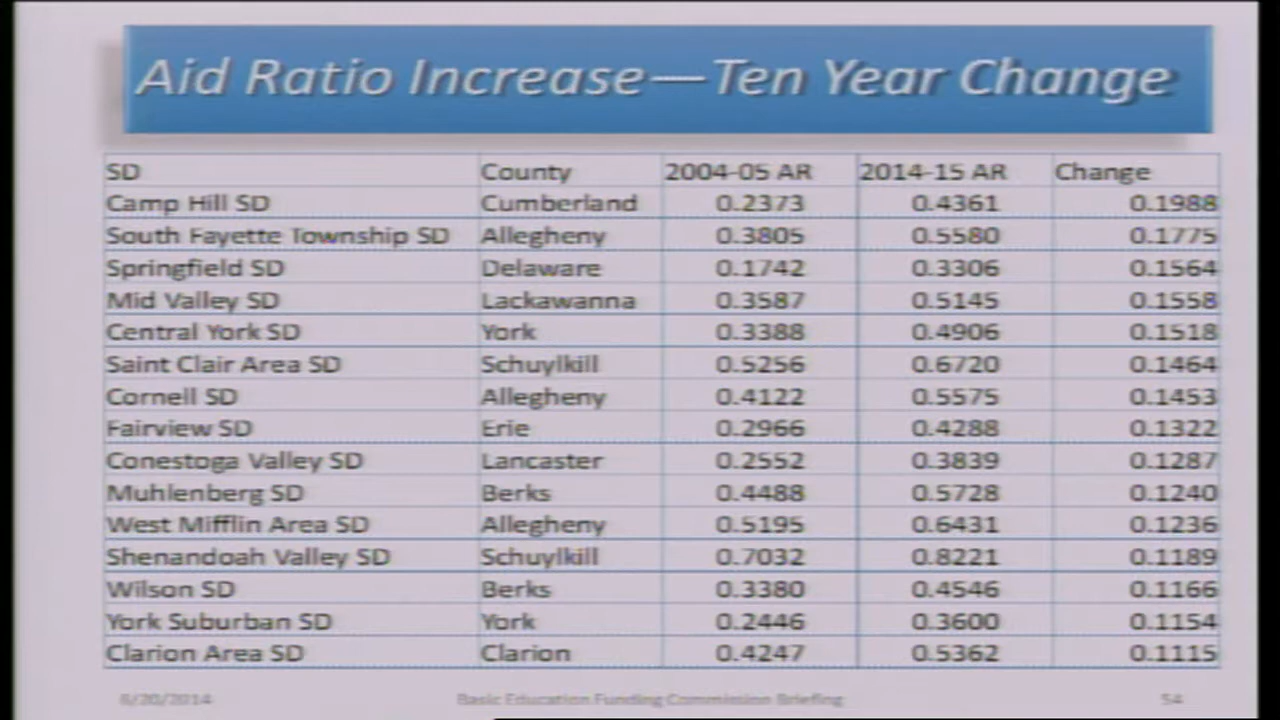 Aid Ratio Increase—Ten Year Change
SD County 2004-05 AR 2014-15 AR Change
Camp Hill SD Cumberland 0.2373 0.4361 0.1988
South Fayette Township SD Allegheny 0.3805 0.5580 0.1775
Springfield SD Delaware 0.1742 0.3306 0.1564
Mid Valley SD Lackawanna 0.3587 0.5145 0.1558
Central York SD York 0.3388 0.4906 0.1518
Saint Clair Area SD Schuylkill 0.5256 0.6720 0.1464
Cornell SD Allegheny 0.4122 0.5575 0.1453
Fairview SD Erie 0.2966 0.4288 0.1322
Conestoga Valley SD Lancaster 0.2552 0.3839 0.1287
Muhlenberg SD Berks 0.4488 0.5728 0.1240
West Mifflin Area SD Allegheny 0.5195 0.6431 0.1236
Shenandoah Valley SD Schuylkill 0.7032 0.8221 0.1189
Wilson SD Berks 0.3380 0.4546 0.1166
York Suburban SD York 0.2446 0.3600 0.1154
Clarion Area SD Clarion 0.4247 0.5362 0.1115
6/20/2014 Basic Education Funding Commission Briefing 54